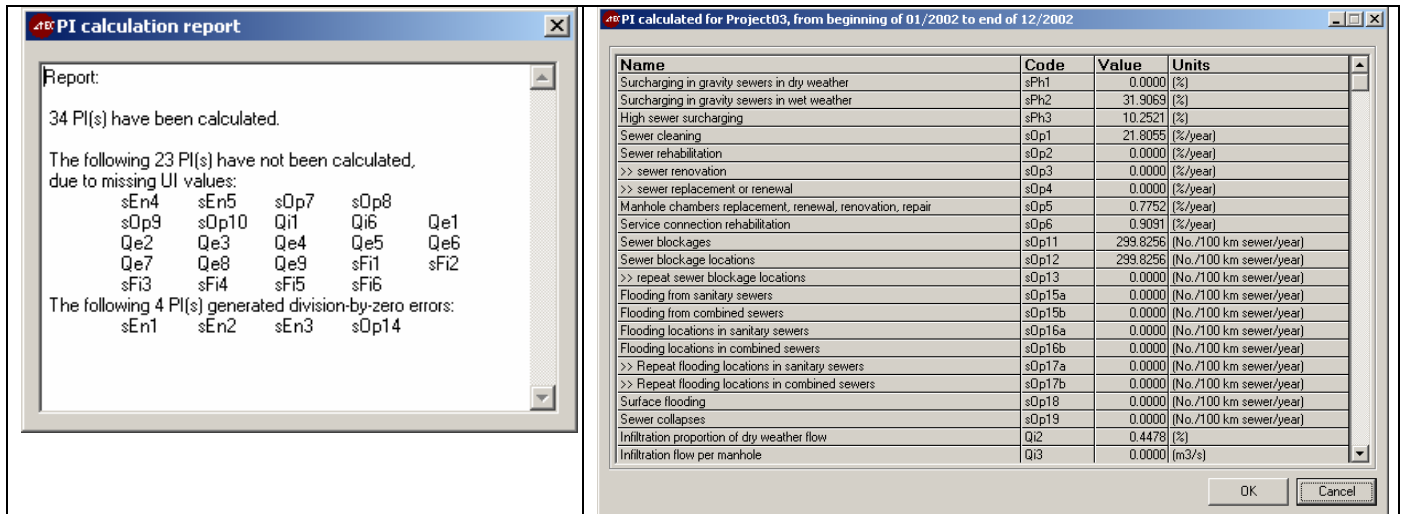 PI calculation report
Report:
34 PI(s) have been calculated.
The following 23 PI(s) have not been calculated,
due to missing UI values:
sEn4 sEn5 sOp7 sOp8
sOp9 sOp10 Qi1 Qi6 Qe1
Qe2 Qe3 Qe4 Qe5 Qe6
Qe7 Qe8 Qe9 sFi1 sFi2
sFi3 sFi4 sFi5 sFi6
The following 4 PI(s) generated division-by-zero errors:
sEn1 sEn2 sEn3 sOp14
PI calculated for Project03, from beginning of 01/2002 to end of 12/2002
Name Code Value Units
Surcharging in gravity sewers in dry weather sPh1 0.0000 (%)
Surcharging in gravity sewers in wet weather sPh2 31.9069 (%)
High sewer surcharging sPh3 10.2521 (%)
Sewer cleaning sOp1 21.8055 (%/year)
Sewer rehabilitation sOp2 0.0000 (%/year)
>> sewer renovation sOp3 0.0000 (%/year)
>> sewer replacement or renewal sOp4 0.0000 (%/year)
Manhole chambers replacement, renewal, renovation, repair sOp5 0.7752 (%/year)
Service connection rehabilitation sOp6 0.9091 (%/year)
Sewer blockages sOp11 299.8256 (No./100 km sewer/year)
Sewer blockage locations sOp12 299.8256 (No./100 km sewer/year)
>> repeat sewer blockage locations sOp13 0.0000 (No./100 km sewer/year)
Flooding from sanitary sewers sOp15a 0.0000 (No./100 km sewer/year)
Flooding from combined sewers sOp15b 0.0000 (No./100 km sewer/year)
Flooding locations in sanitary sewers sOp16a 0.0000 (No./100 km sewer/year)
Flooding locations in combined sewers sOp16b 0.0000 (No./100 km sewer/year)
>> Repeat flooding locations in sanitary sewers sOp17a 0.0000 (No./100 km sewer/year)
>> Repeat flooding locations in combined sewers sOp17b 0.0000 (No./100 km sewer/year)
Surface flooding sOp18 0.0000 (No./100 km sewer/year)
Sewer collapses sOp19 0.0000 (No./100 km sewer/year)
Infiltration proportion of dry weather flow Qi2 0.4478 (%)
Infiltration flow per manhole Qi3 0.0000 (m3/s)
OK Cancel